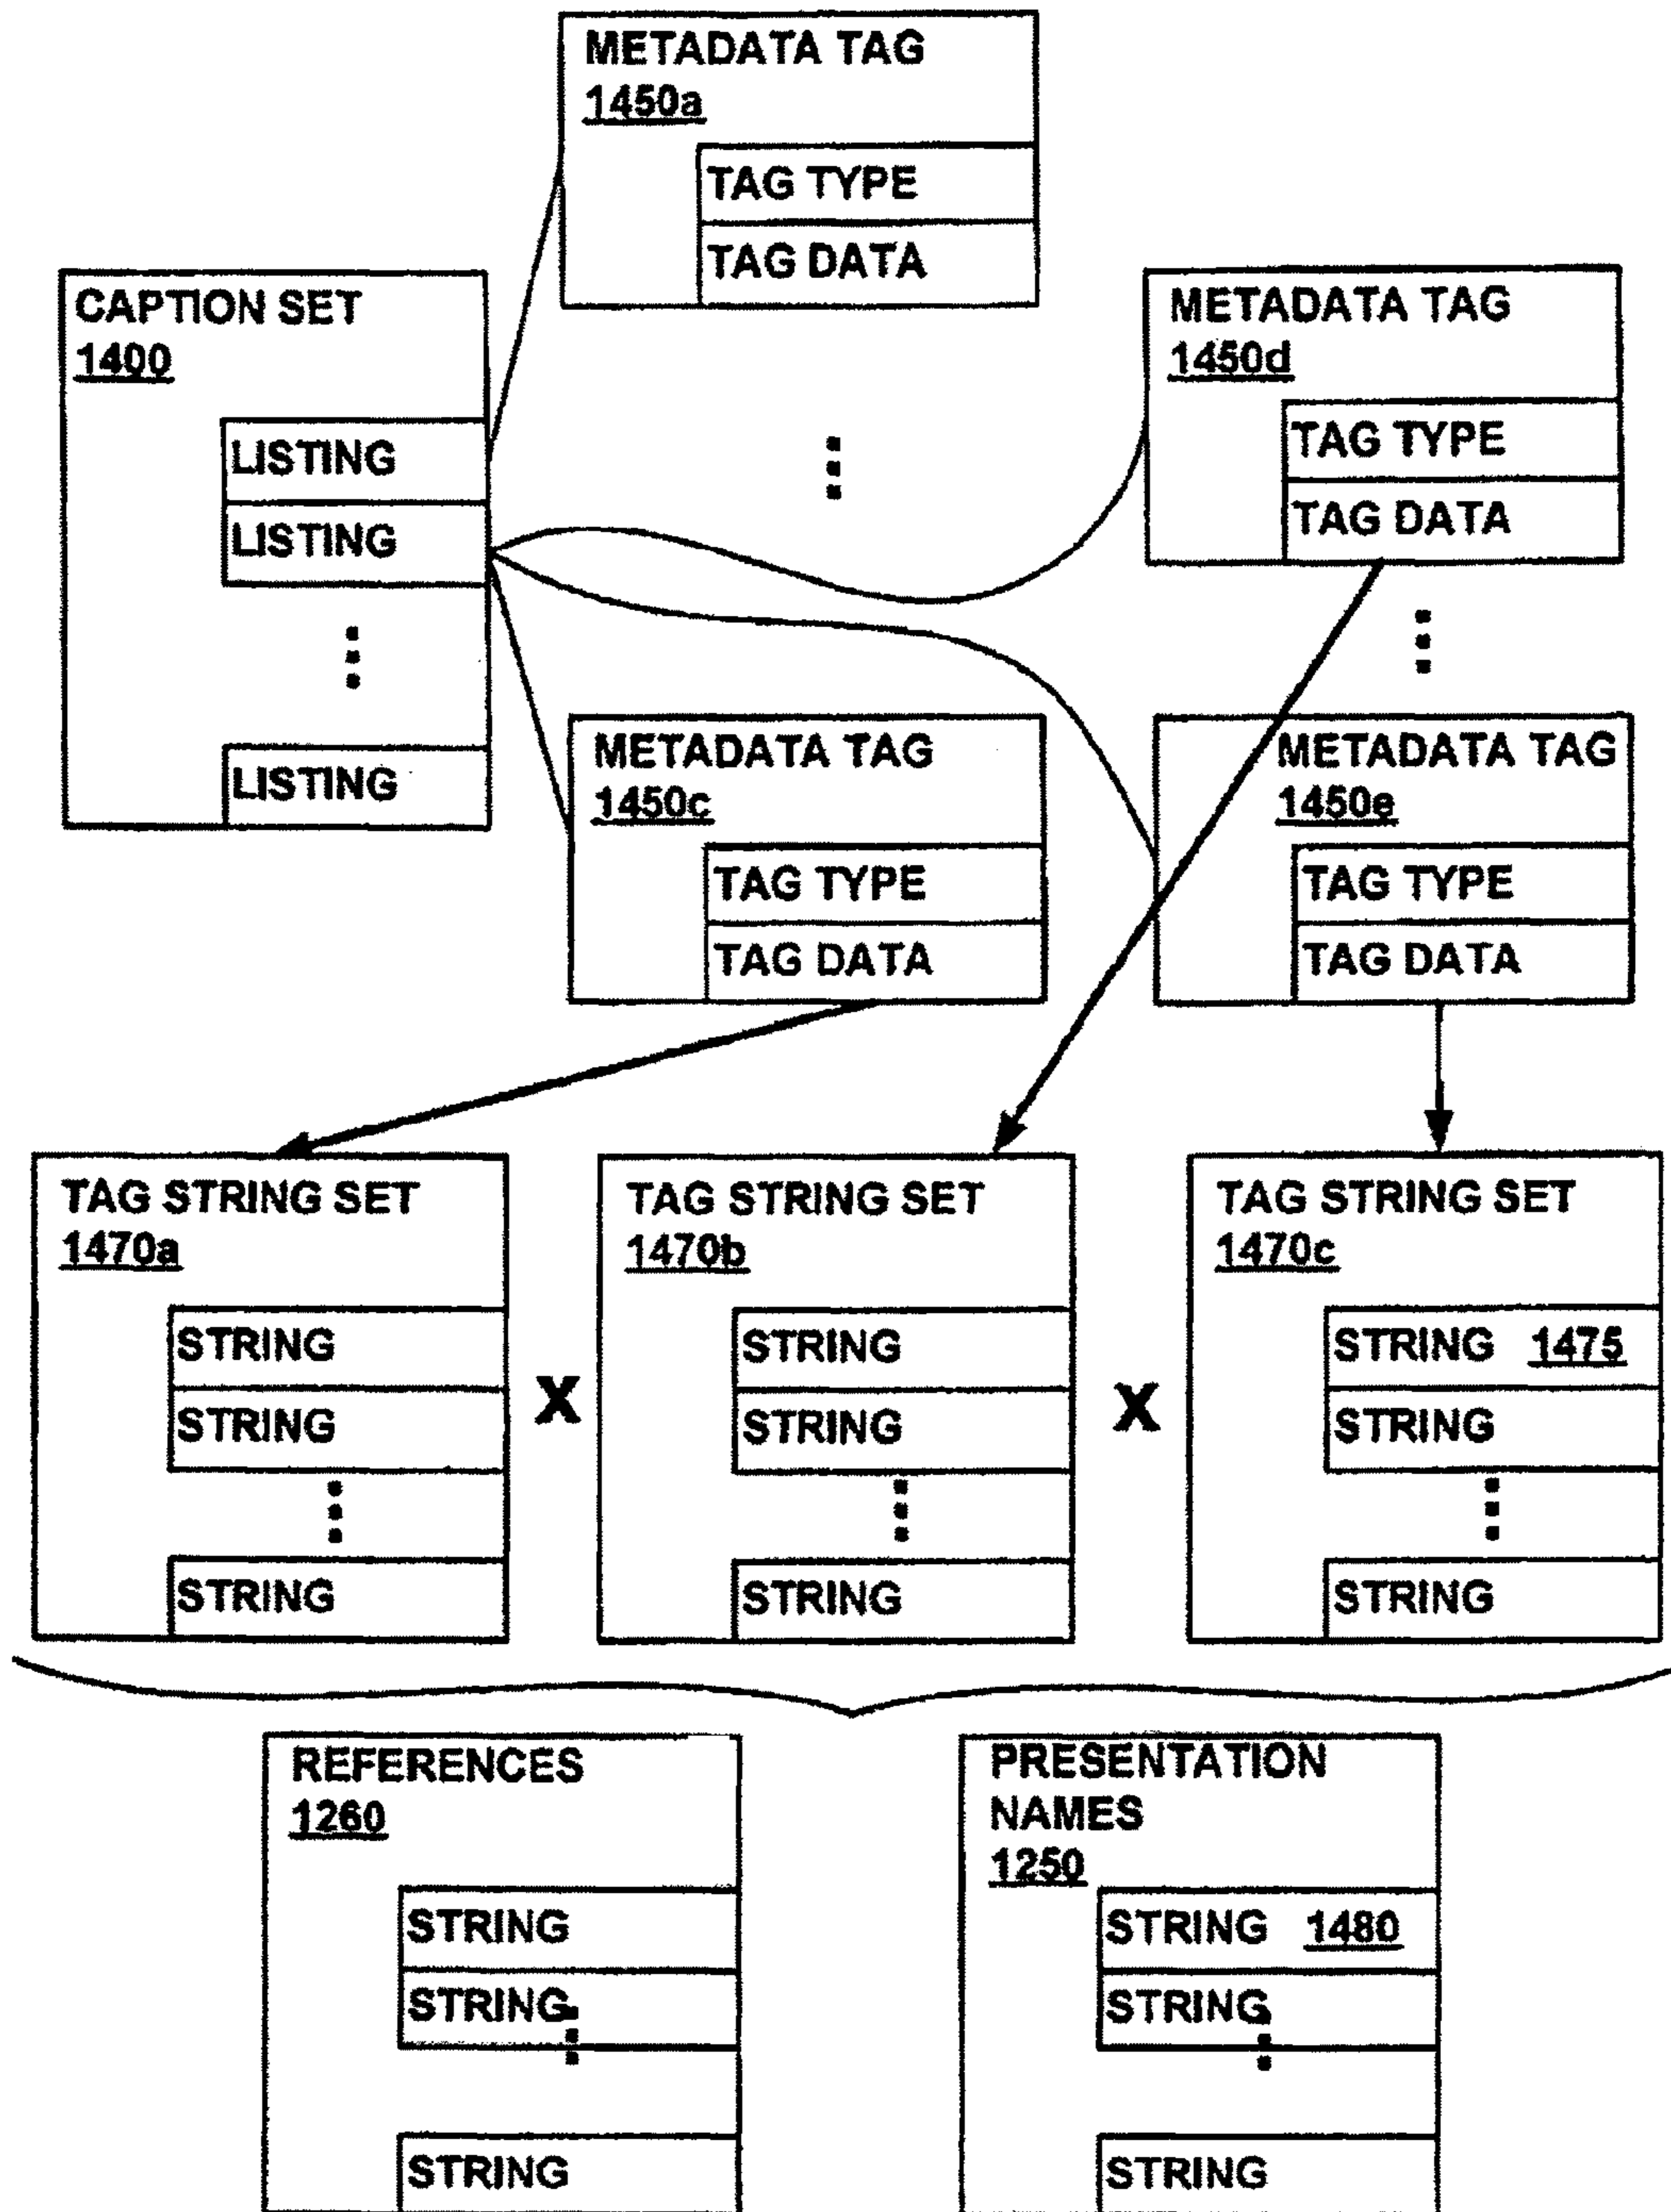 METADATA TAG
1450a
TAG TYPE
TAG DATA
CAPTION SET
1400
LISTING
LISTING
LISTING
METADATA TAG
1450d
TAG TYPE
TAG DATA
METADATA TAG
1450c
TAG TYPE
TAG DATA
METADATA TAG
1450e
TAG TYPE
TAG DATA
TAG STRING SET
1470a
STRING
STRING
STRING
X
TAG STRING SET
1470b
STRING
STRING
STRING
X
TAG STRING SET
1470c
STRING 1475
STRING
STRING
REFERENCES
1260
STRING
STRING
STRING
PRESENTATION
NAMES
1250
STRING 1480
STRING
STRING